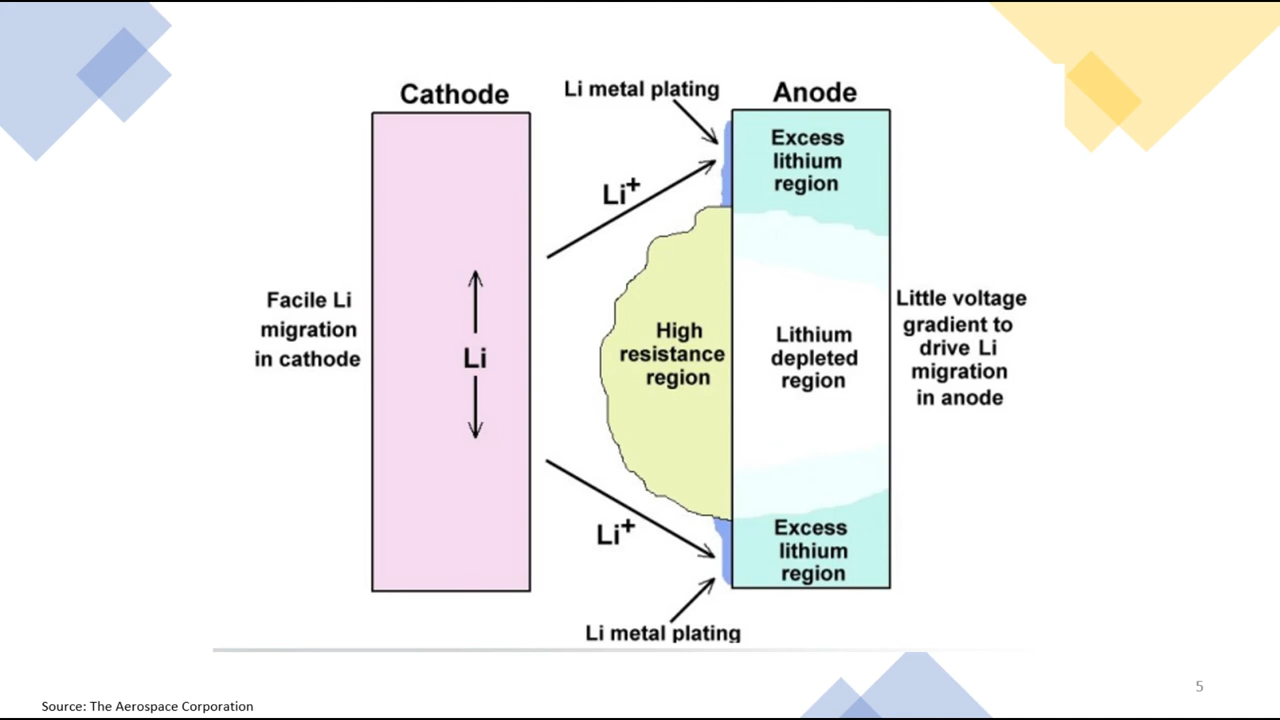 Cathode
Li metal plating
Anode
Excess
lithium
region
Li+
Facile Li
migration
in cathode
Li
High
resistance
region
Lithium
depleted
region
Little voltage
gradient to
drive Li
migration
in anode
Li+
Excess
lithium
region
Li metal plating
5
Source: The Aerospace Corporation